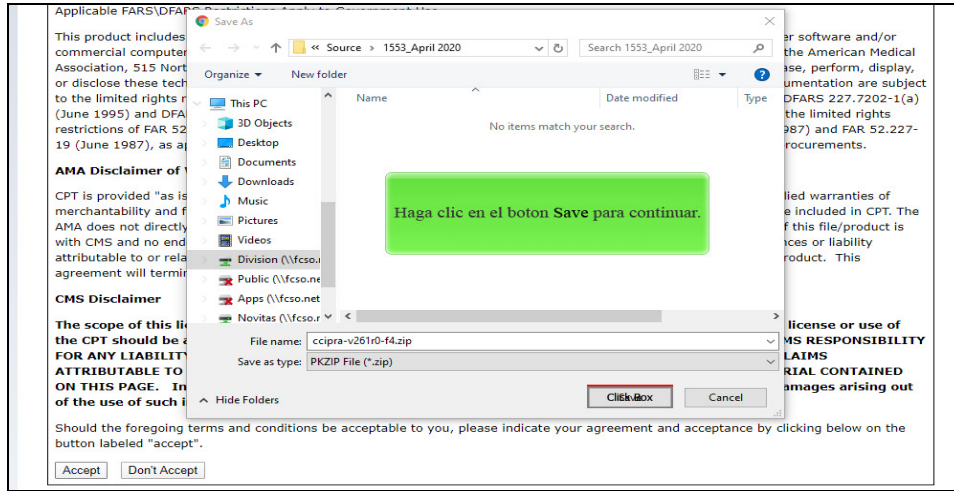 Applicable FARS\DFARS Restrictions Apply to Government Use
Save As
This product includes
er software and/or
« Source › 1553_April 2020
Search 1553_April 2020
commercial computer
the American Medical
Association, 515 Nort
ase, perform, display,
Organize
New folder
or disclose these tech
umentation are subject
to the limited rights r
DFARS 227.7202-1(a)
This PC
Name
Date modified
Type
(June 1995) and DFA
the limited rights
3D Objects
No items match your search.
restrictions of FAR 52
987) and FAR 52.227-
Desktop
19 (June 1987), as ap
rocurements.
Documents
AMA Disclaimer of
Downloads
CPT is provided "as is
lied warranties of
Music
merchantability and f
e included in CPT. The
Haga clic en el boton Save para continuar.
Pictures
AMA does not directly
f this file/product is
Videos
with CMS and no end
nces or liability
Division (\\fcso.r
attributable to or rela
roduct. This
Public (\\fcso.ne
agreement will termin
Apps (\\fcso.net
CMS Disclaimer
Novitas (\\fcso.r
The scope of this lic
license or use of
File name: ccipra-v261r0-f4.zip
the CPT should be a
MS RESPONSIBILITY
FOR ANY LIABILITY
LAIMS
Save as type: PKZIP File (*.zip)
ATTRIBUTABLE TO
RIAL CONTAINED
ON THIS PAGE. In
amages arising out
Hide Folders
Click Box
Cancel
of the use of such i
Should the foregoing terms and conditions be acceptable to you, please indicate your agreement and acceptance by clicking below on the
button labeled "accept".
Accept
Don't Accept